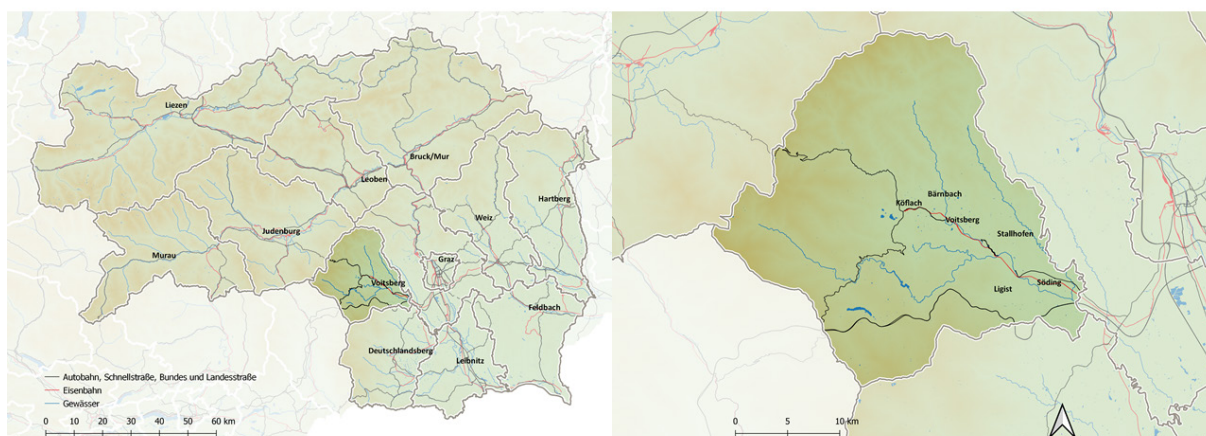 Liezen
Bruck/Mur
Leoben
Hartberg
Weiz
Judenburg
Murau
Graz
Voitsberg
Feldbach
Deutschlandsberg
Leibnitz
Autobahn, Schnellstraße, Bundes und Landesstraße
Eisenbahn
Gewässer
0 10 20 30 40 50 60 km
Bärnbach
Köflach
Voitsberg
Stallhofen
Söding
Ligist
0 5 10 km